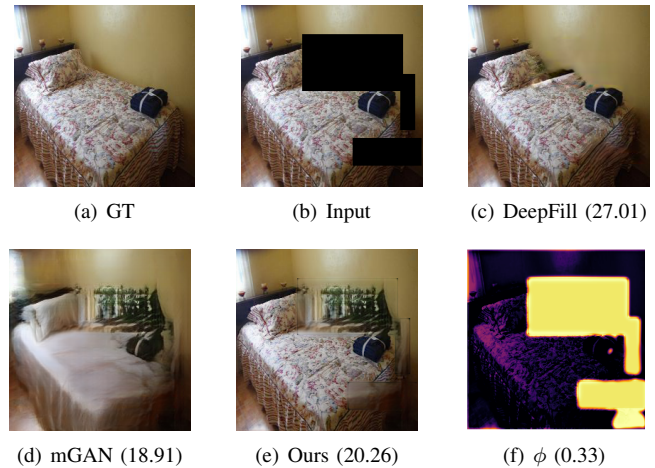 (a) GT
(b) Input
(c) DeepFill (27.01)
(d) mGAN (18.91)
(e) Ours (20.26)
(f) ϕ (0.33)